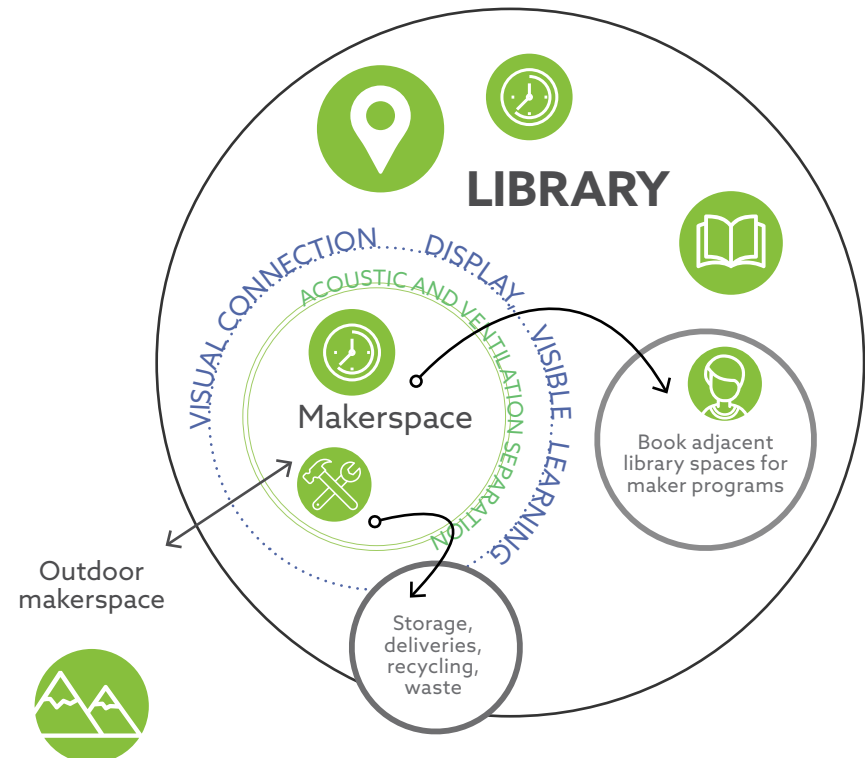 LIBRARY
VISUAL CONNECTION
DISPLAY, VISIBLE LEARNING
ACOUSTIC AND VENTILATION SEPARATION
Makerspace
Book adjacent
library spaces for
maker programs
Outdoor
makerspace
Storage,
deliveries,
recycling,
waste